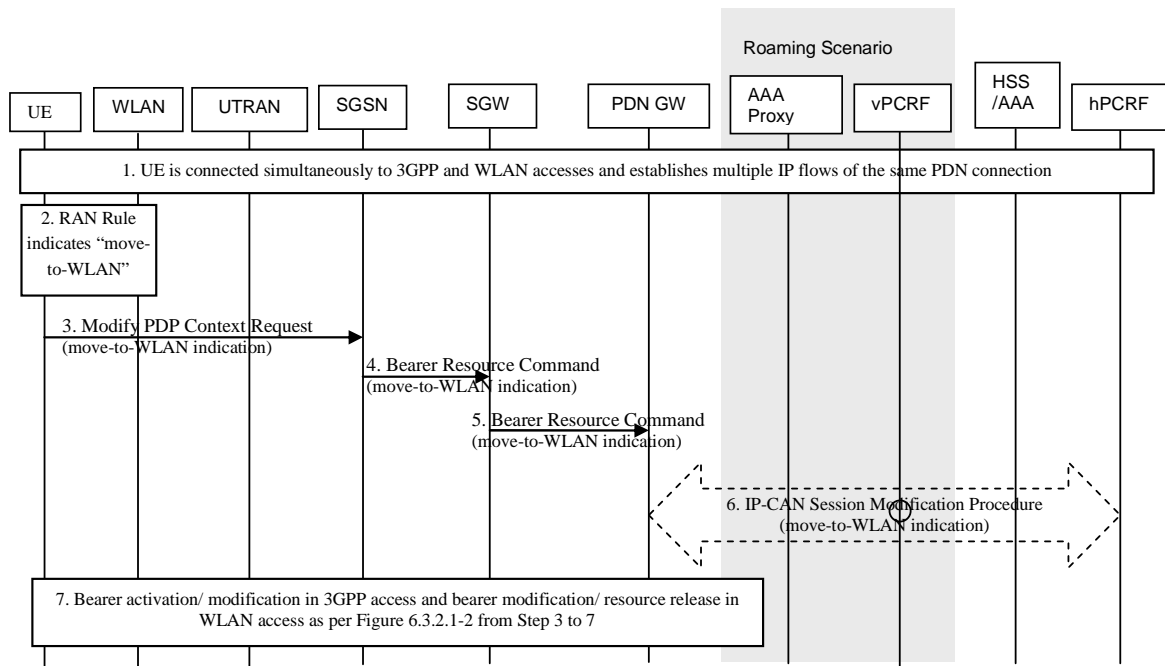 Roaming Scenario
UE
WLAN
UTRAN
SGSN
SGW
PDN GW
AAA
Proxy
vPCRF
HSS
/AAA
hPCRF
1. UE is connected simultaneously to 3GPP and WLAN accesses and establishes multiple IP flows of the same PDN connection
2. RAN Rule
indicates “move-
to-WLAN”
3. Modify PDP Context Request
(move-to-WLAN indication)
4. Bearer Resource Command
(move-to-WLAN indication)
5. Bearer Resource Command
(move-to-WLAN indication)
6. IP-CAN Session Modification Procedure
(move-to-WLAN indication)
7. Bearer activation/ modification in 3GPP access and bearer modification/ resource release in
WLAN access as per Figure 6.3.2.1-2 from Step 3 to 7